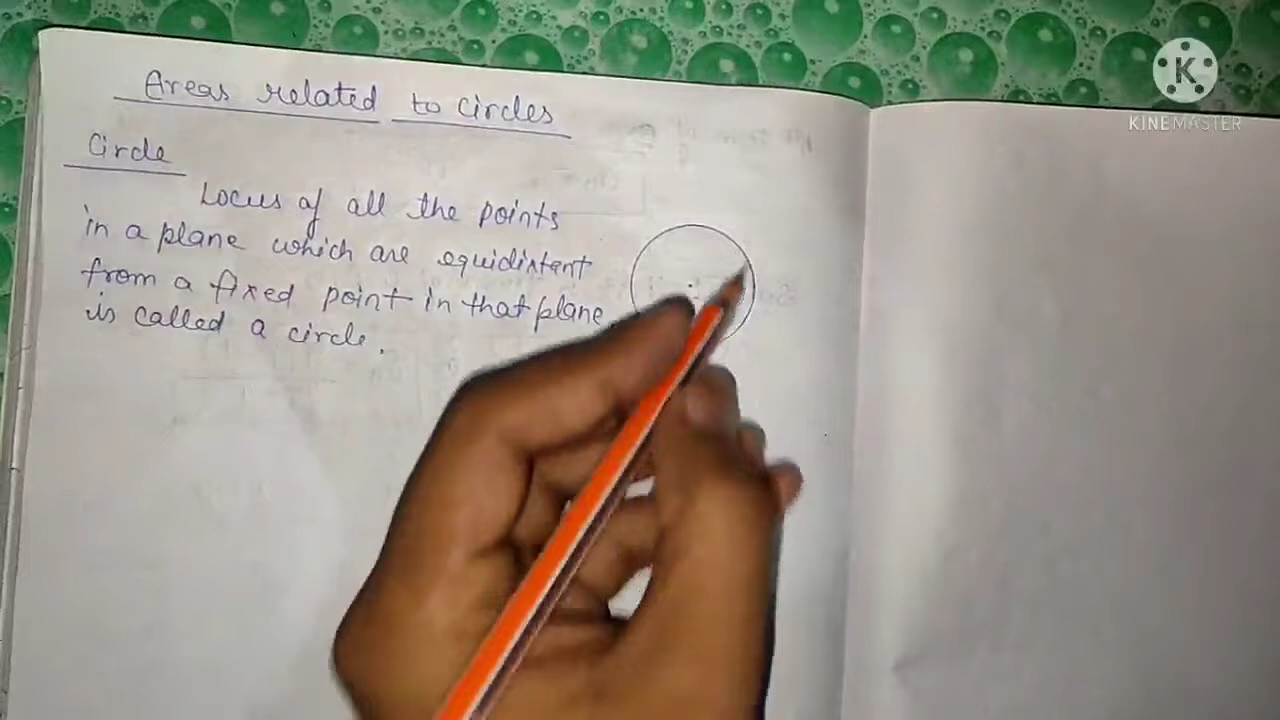 Areas related to Circles
Circle
Locus of all the points
in a plane which are equidistant
from a fixed point in that plane
is called a circle.
K
KINEMASTER